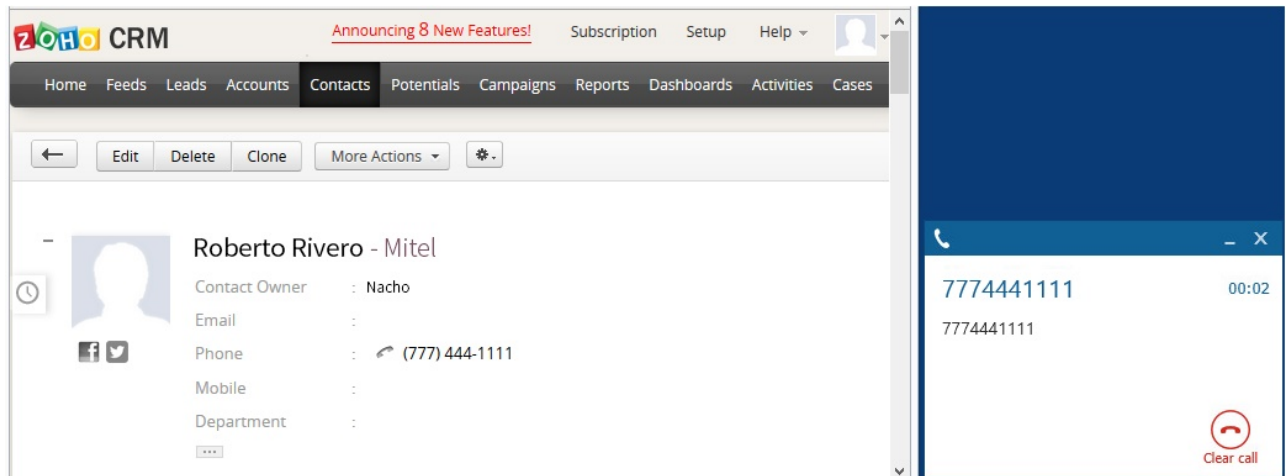 ZOHO CRM
Announcing 8 New Features! Subscription Setup Help
Home Feeds Leads Accounts Contacts Potentials Campaigns Reports Dashboards Activities Cases
Edit Delete Clone More Actions
Roberto Rivero - Mitel
Contact Owner : Nacho
Email :
Phone : (777) 444-1111
Mobile :
Department :
...
7774441111 00:02
7774441111
Clear call